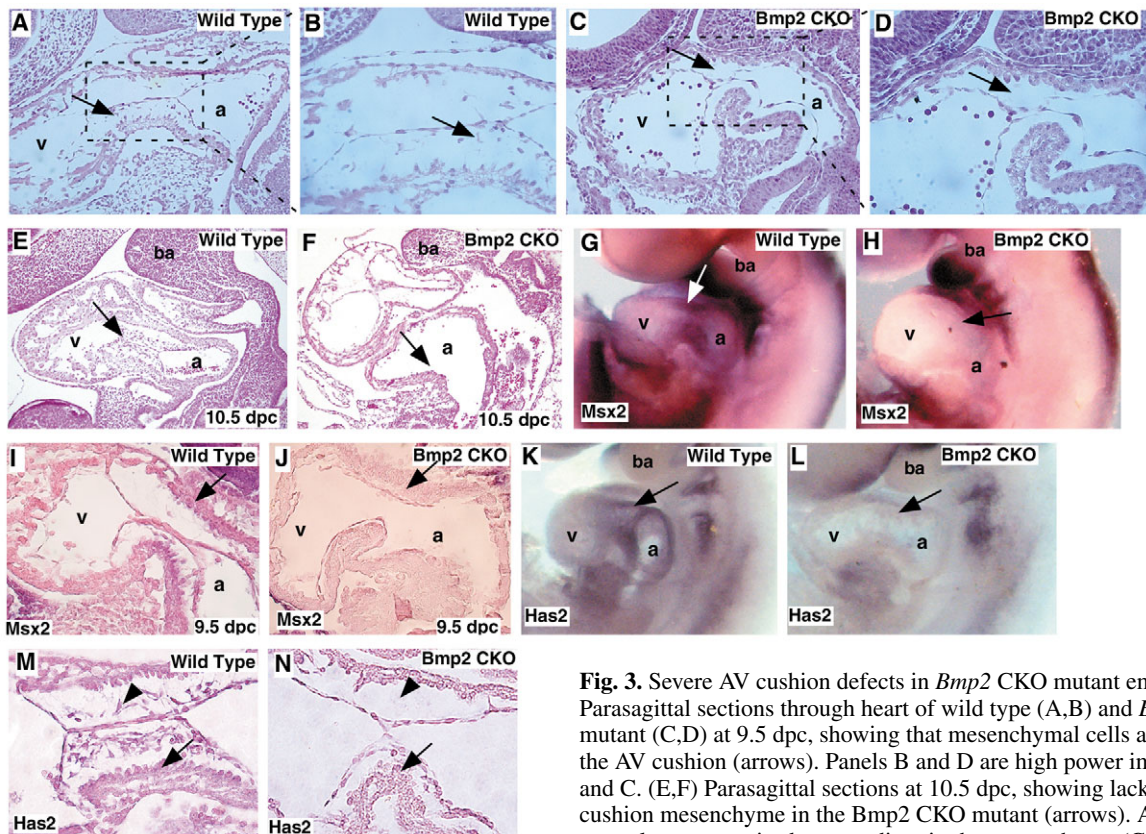 A Wild Type
v
a
B Wild Type
C Bmp2 CKO
v
a
D Bmp2 CKO
E Wild Type
ba
v
a
10.5 dpc
F Bmp2 CKO
ba
a
10.5 dpc
G Wild Type
ba
v
a
Msx2
H Bmp2 CKO
ba
v
a
Msx2
I Wild Type
v
a
Msx2
9.5 dpc
J Bmp2 CKO
v
a
9.5 dpc
K Wild Type
ba
v
a
Has2
L Bmp2 CKO
ba
v
a
Has2
M Wild Type
Has2
N Bmp2 CKO
Has2
Fig. 3. Severe AV cushion defects in Bmp2 CKO mutant
Parasagittal sections through heart of wild type (A,B) and
mutant (C,D) at 9.5 dpc, showing that mesenchymal cells
the AV cushion (arrows). Panels B and D are high power
and C. (E,F) Parasagittal sections at 10.5 dpc, showing lack
cushion mesenchyme in the Bmp2 CKO mutant (arrows).